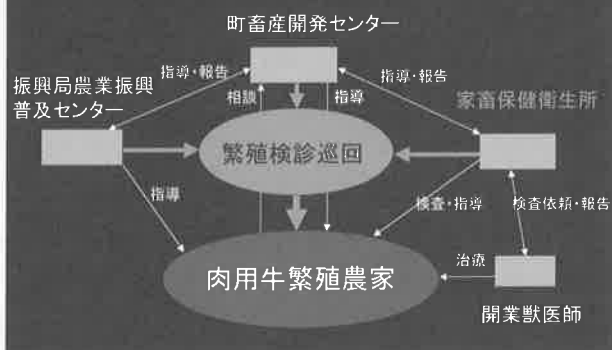 町畜産開発センター
指導・報告
指導・報告
振興局農業振興
普及センター
相談
指導
家畜保健衛生所
繁殖検診巡回
指導
検査・指導
検査依頼・報告
肉用牛繁殖農家
治療
開業獣医師